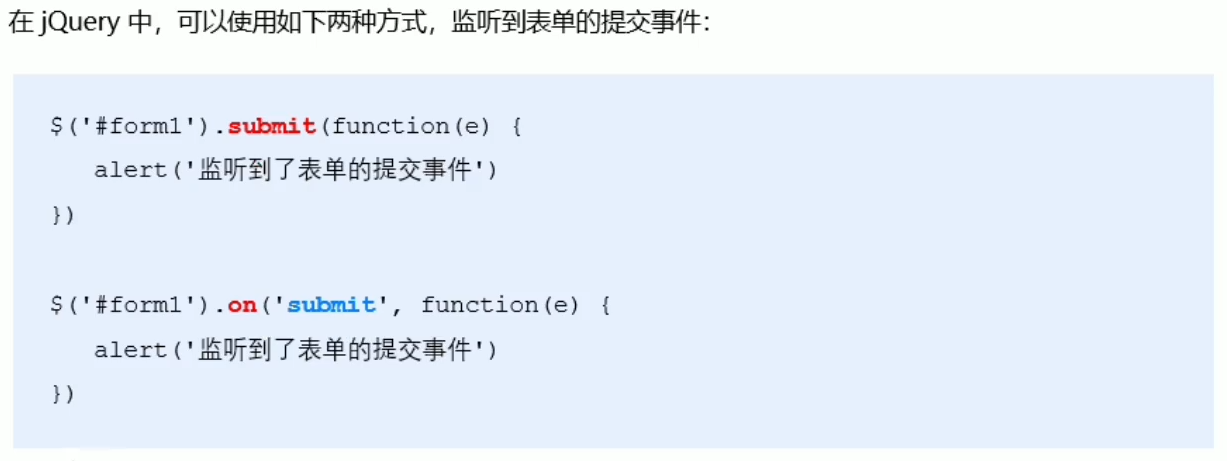 在 jQuery 中，可以使用如下两种方式，监听到表单的提交事件：
$('#form1').submit(function(e) {
alert('监听到了表单的提交事件')
})
$('#form1').on('submit', function(e) {
alert('监听到了表单的提交事件')
})